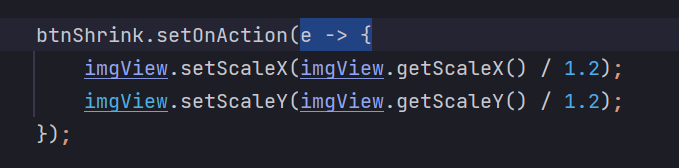 btnShrink.setOnAction(e -> {
    imgView.setScaleX(imgView.getScaleX() / 1.2);
    imgView.setScaleY(imgView.getScaleY() / 1.2);
});